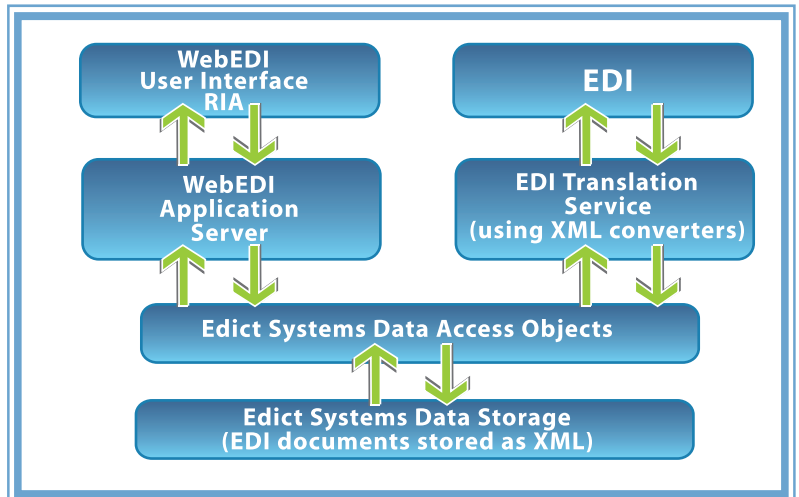 WebEDI
User Interface
RIA
EDI
WebEDI
Application
Server
EDI Translation
Service
(using XML converters)
Edict Systems Data Access Objects
Edict Systems Data Storage
(EDI documents stored as XML)